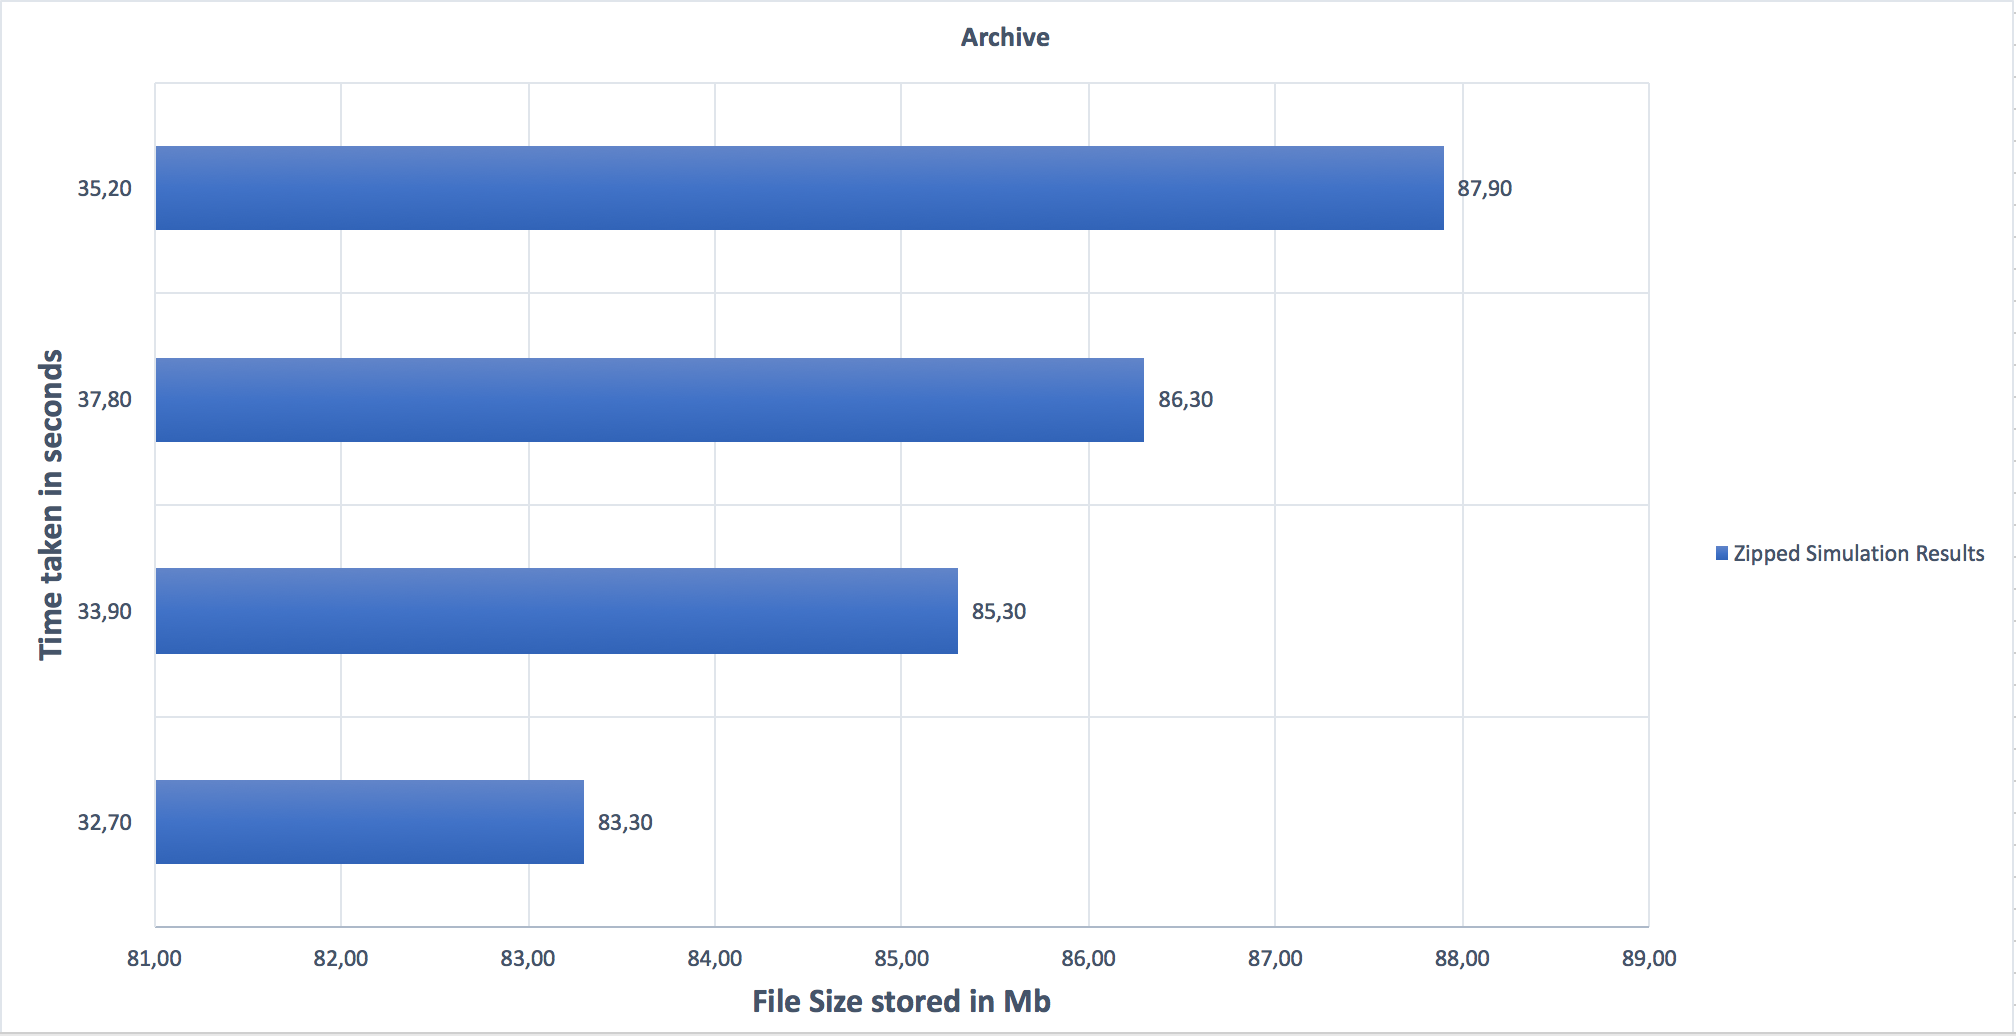 Archive
Time taken in seconds
35,20
87,90
37,80
86,30
33,90
85,30
32,70
83,30
81,00 82,00 83,00 84,00 85,00 86,00 87,00 88,00 89,00
File Size stored in Mb
Zipped Simulation Results